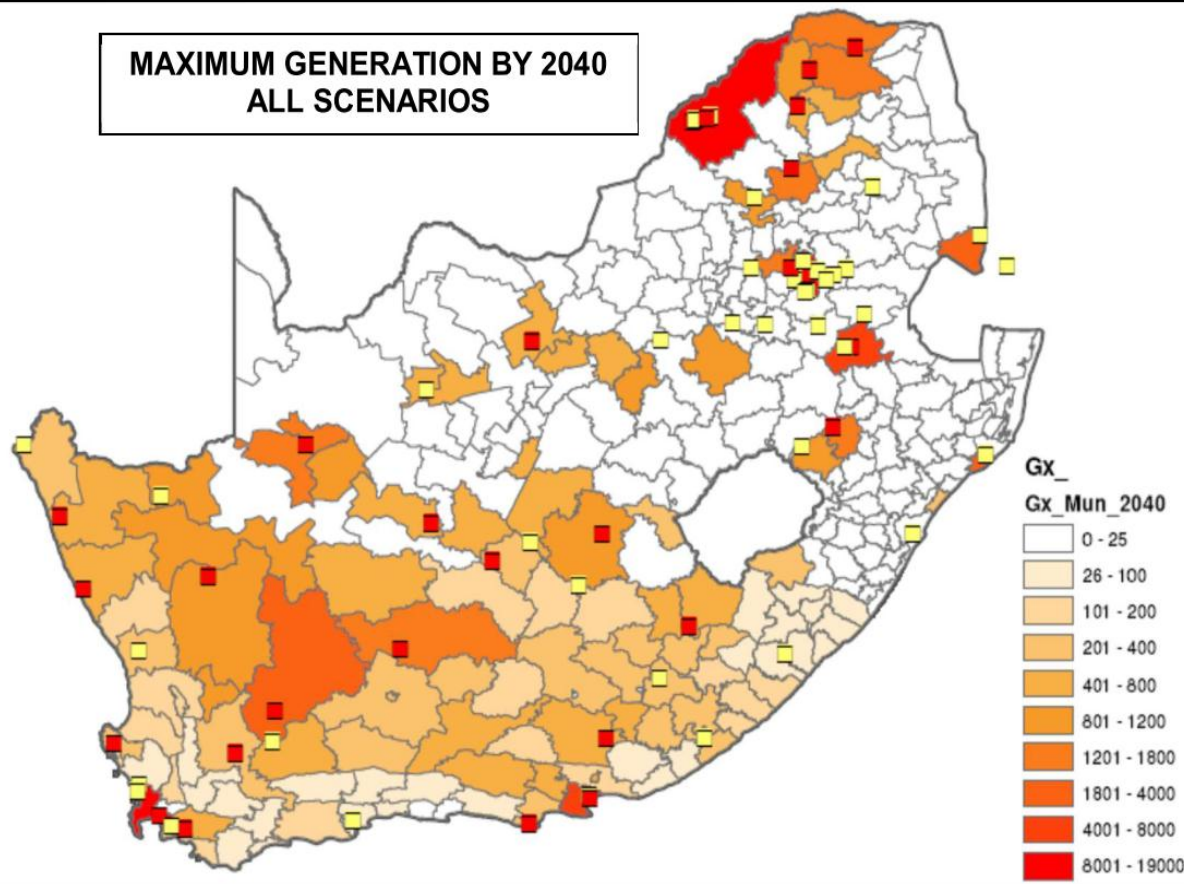 MAXIMUM GENERATION BY 2040
ALL SCENARIOS
Gx_
Gx_Mun_2040
0 - 25
26 - 100
101 - 200
201 - 400
401 - 800
801 - 1200
1201 - 1800
1801 - 4000
4001 - 8000
8001 - 19000